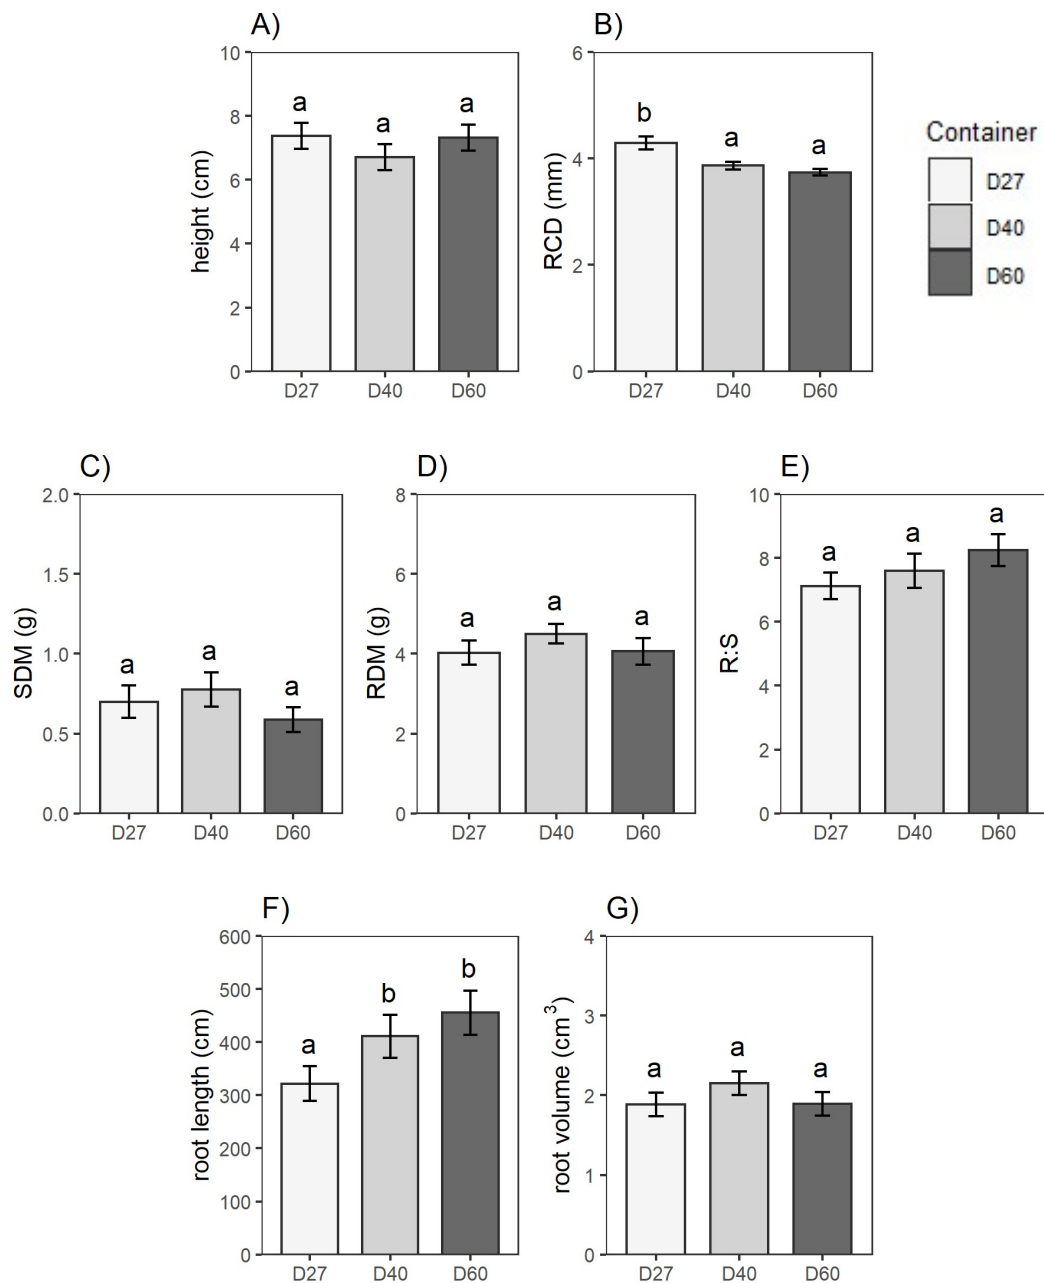 A)
10
8
6
4
2
0
height (cm)
a
a
a
D27
D40
D60
B)
6
4
2
0
RCD (mm)
b
a
a
D27
D40
D60
Container
D27
D40
D60
C)
2.0
1.5
1.0
0.5
0.0
SDM (g)
a
a
a
D27
D40
D60
D)
8
6
4
2
0
RDM (g)
a
a
a
D27
D40
D60
E)
10
8
6
4
2
0
R:S
a
a
a
D27
D40
D60
F)
600
500
400
300
200
100
0
root length (cm)
a
b
b
D27
D40
D60
G)
4
3
2
1
0
root volume (cm³)
a
a
a
D27
D40
D60